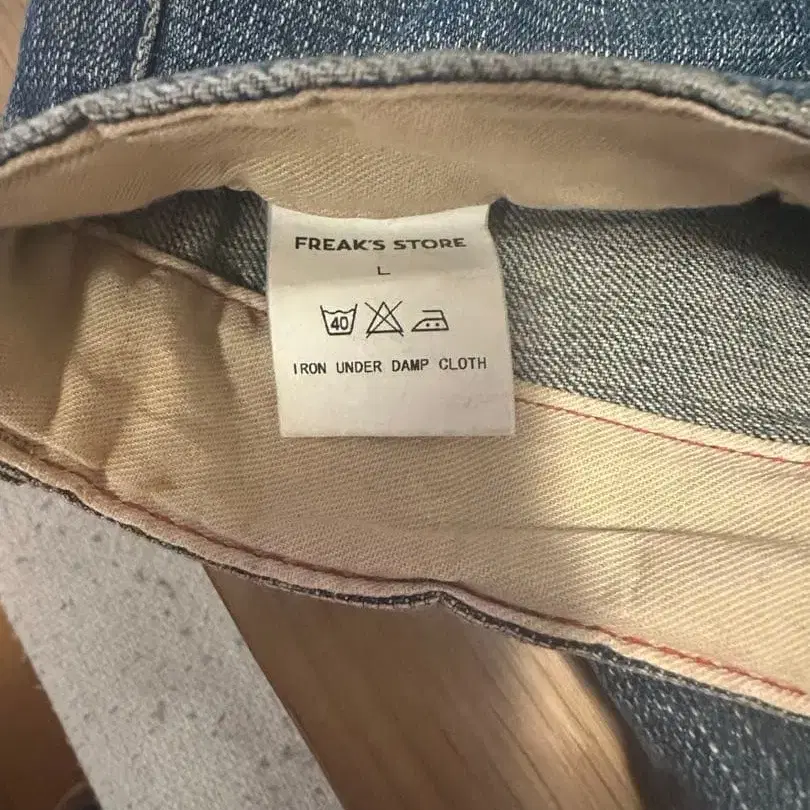 FREAK'S STORE
L
40
IRON UNDER DAMP CLOTH